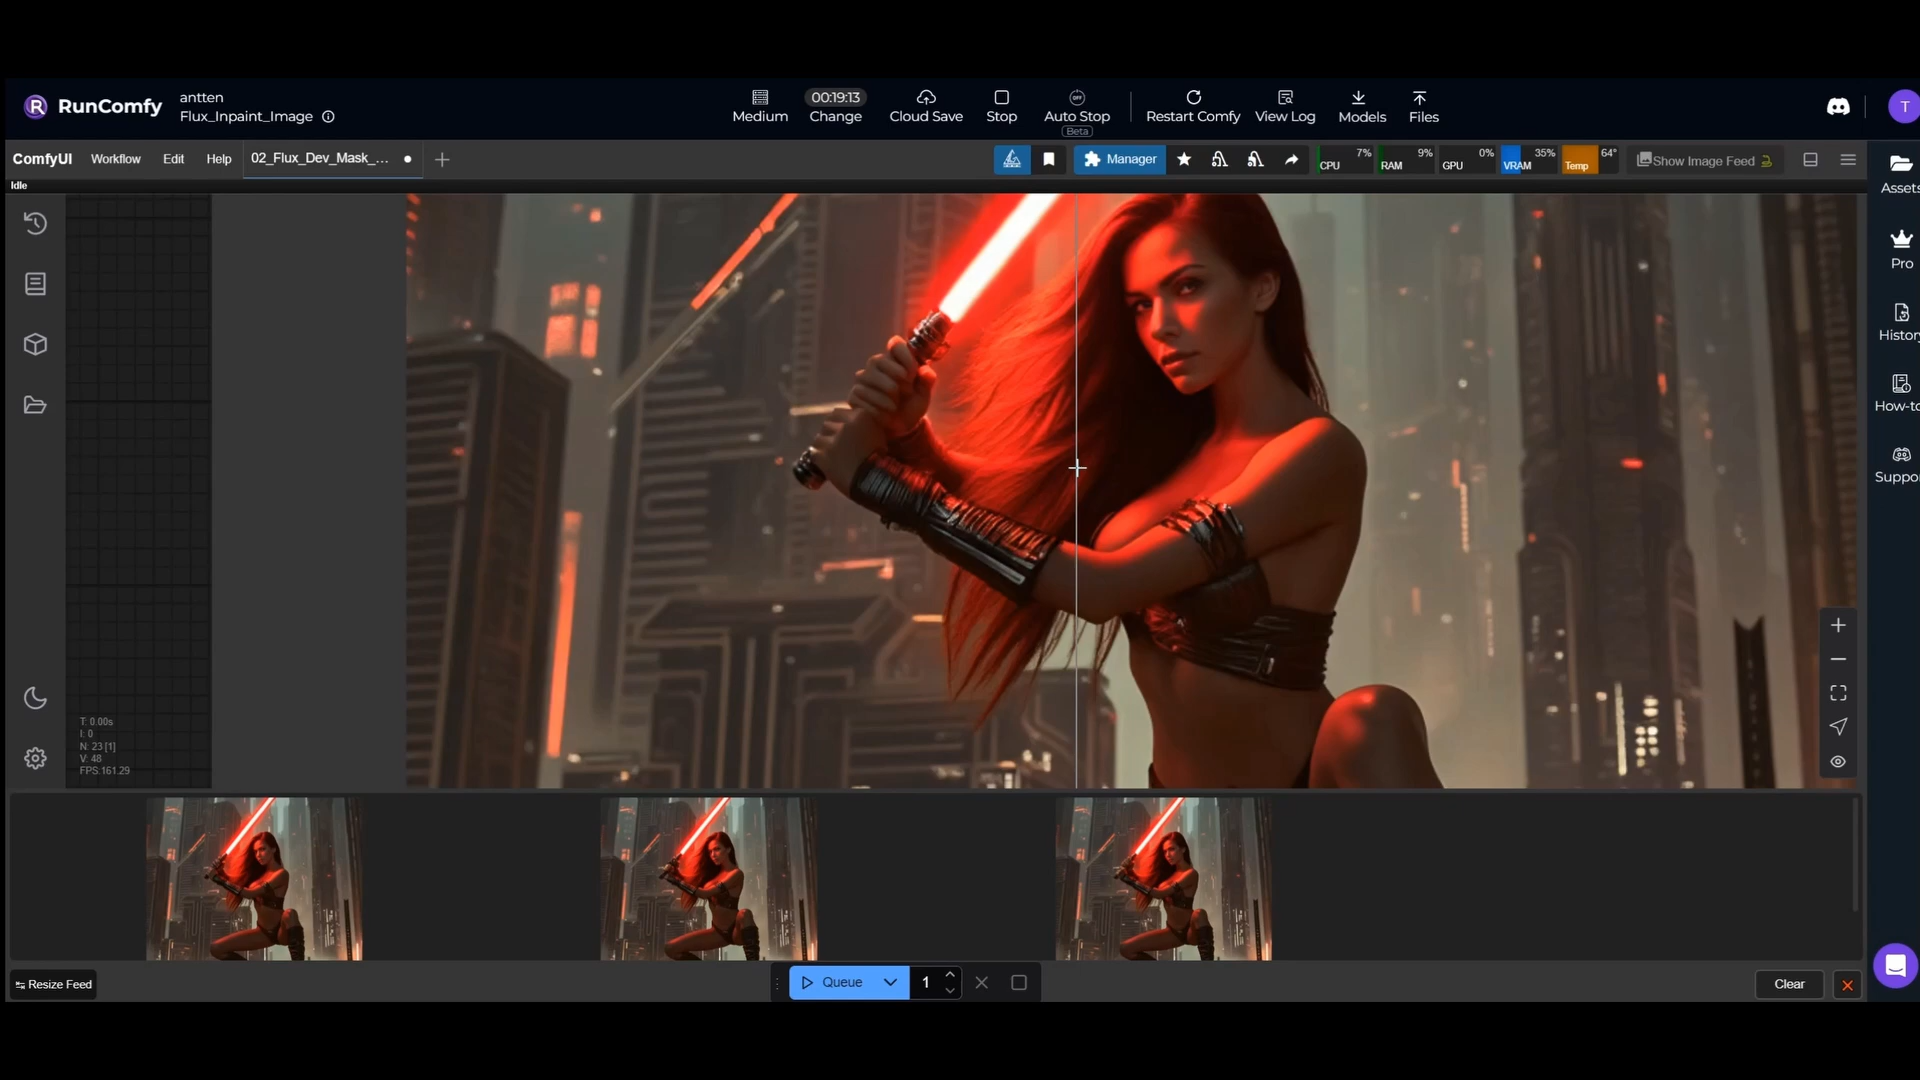 RunComfy
antten
Flux_Inpaint_Image
Medium
00:19:13
Change
Cloud Save
Stop
OFF
Auto Stop
Beta
Restart Comfy
View Log
Models
Files
T
ComfyUI
Workflow
Edit
Help
02_Flux_Dev_Mask_...
Manager
CPU 7%
RAM 9%
GPU 0%
VRAM 35%
Temp 64°
Show Image Feed
Idle
Assets
Pro
History
How-to
Suppo
T: 0.00s
I: 0
N: 23 [1]
V: 48
FPS:161.29
Resize Feed
Queue
1
Clear